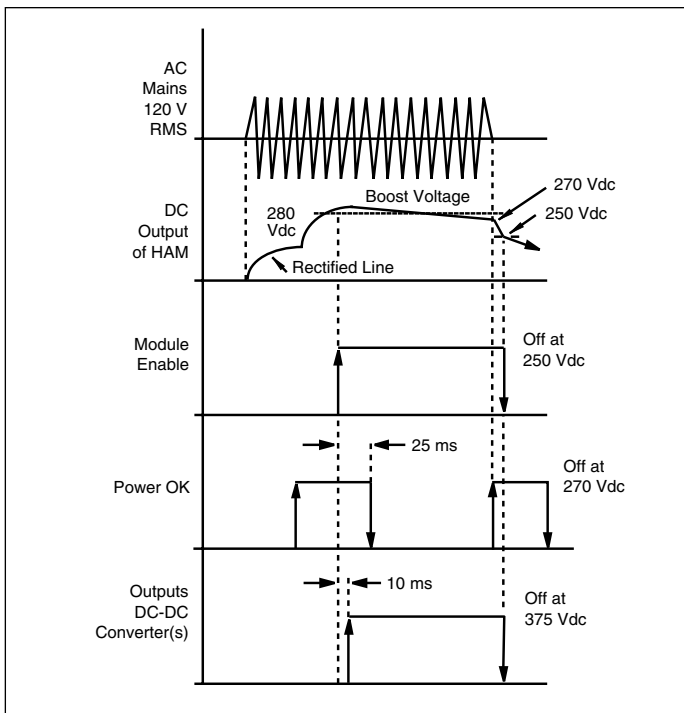 AC
Mains
120 V
RMS
DC
Output
of HAM
280
Vdc
Boost Voltage
270 Vdc
250 Vdc
Rectified Line
Module
Enable
Off at
250 Vdc
25 ms
Power OK
Off at
270 Vdc
10 ms
Outputs
DC-DC
Converter(s)
Off at
375 Vdc